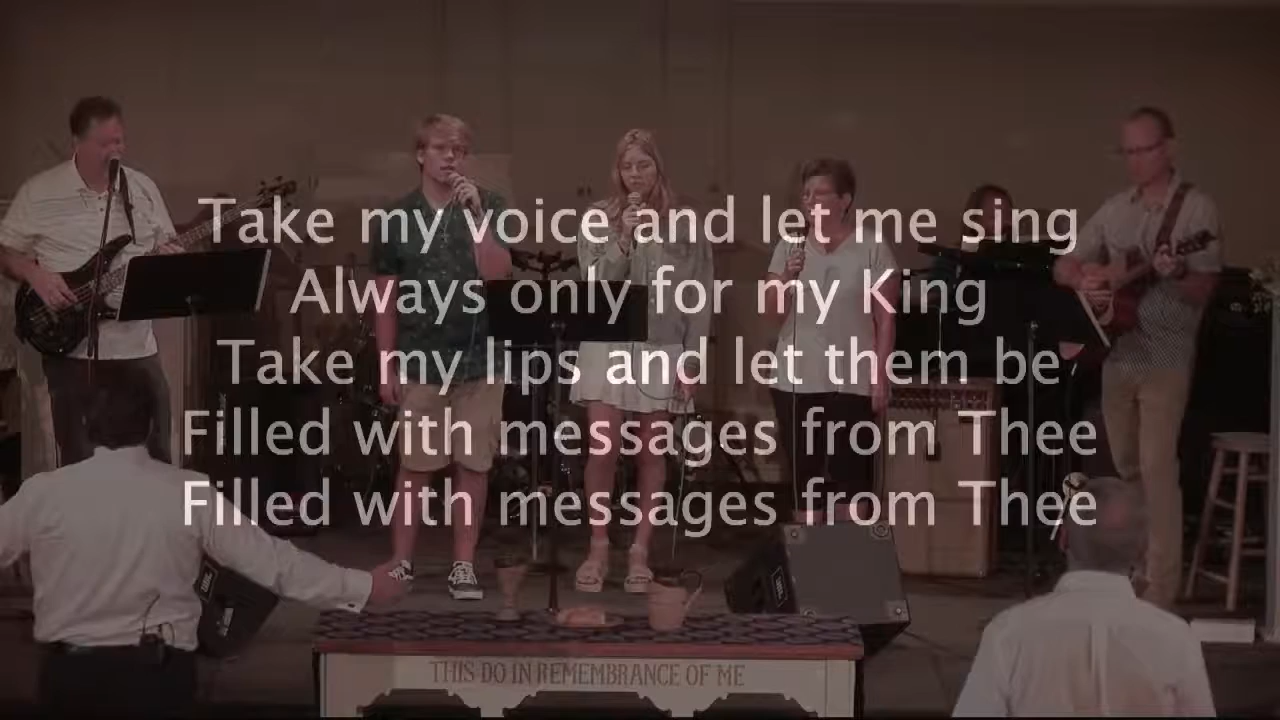 Take my voice and let me sing
Always only for my King
Take my lips and let them be
Filled with messages from Thee
Filled with messages from Thee
THIS DO IN REMEMBRANCE OF ME